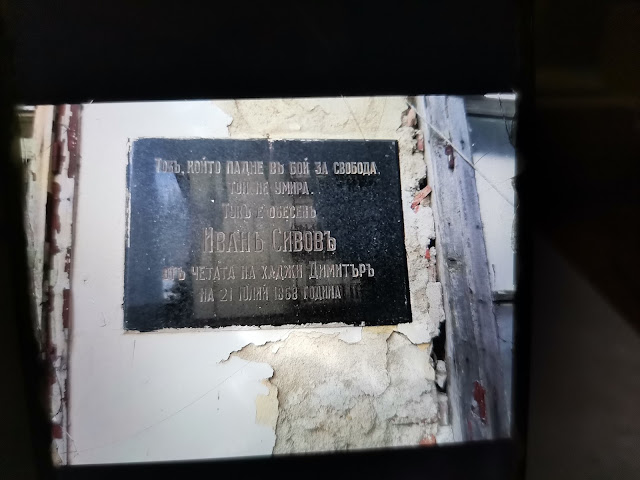 Тозъ, който падне въ бой за свобода.
Той не умира.
Тукъ е обесенъ
Иванъ Сивовъ
отъ четата на Хаджи Димитъръ
на 21 юлий 1868 година